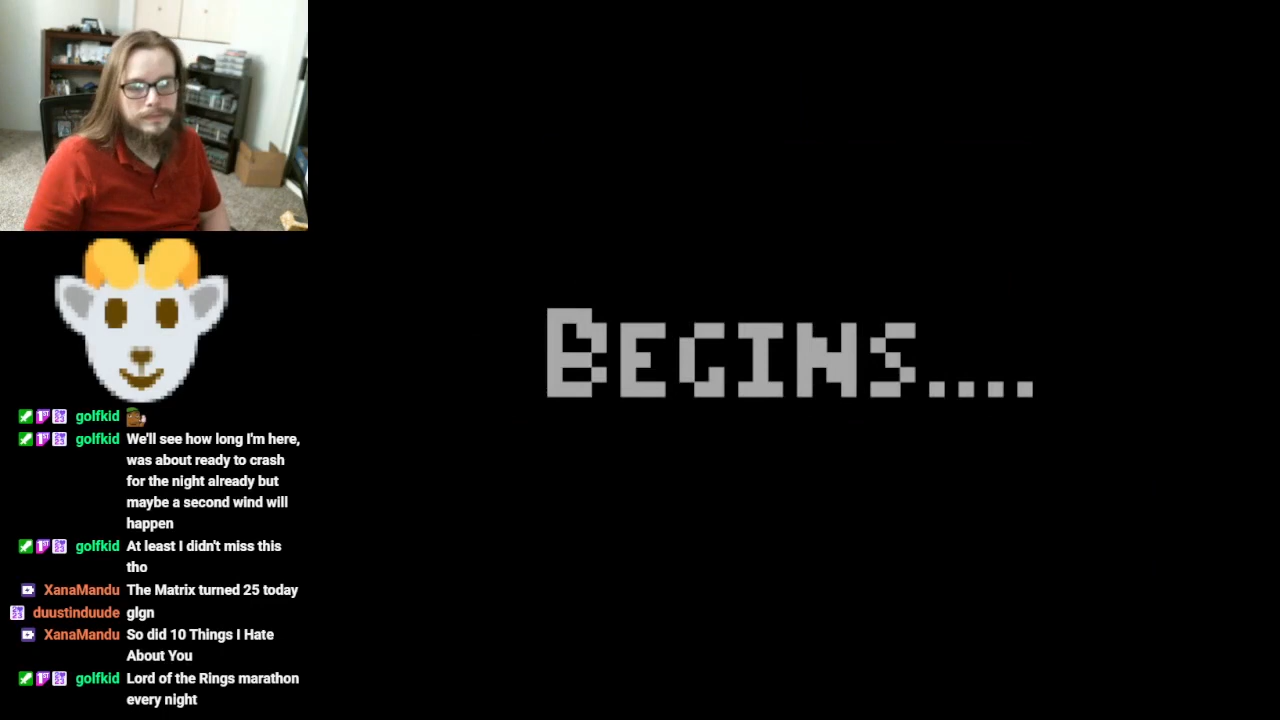 BEGINS....
golfkid
golfkid We'll see how long I'm here,
was about ready to crash
for the night already but
maybe a second wind will
happen
golfkid At least I didn't miss this
tho
XanaMandu The Matrix turned 25 today
duustinduude glgn
XanaMandu So did 10 Things I Hate
About You
golfkid Lord of the Rings marathon
every night